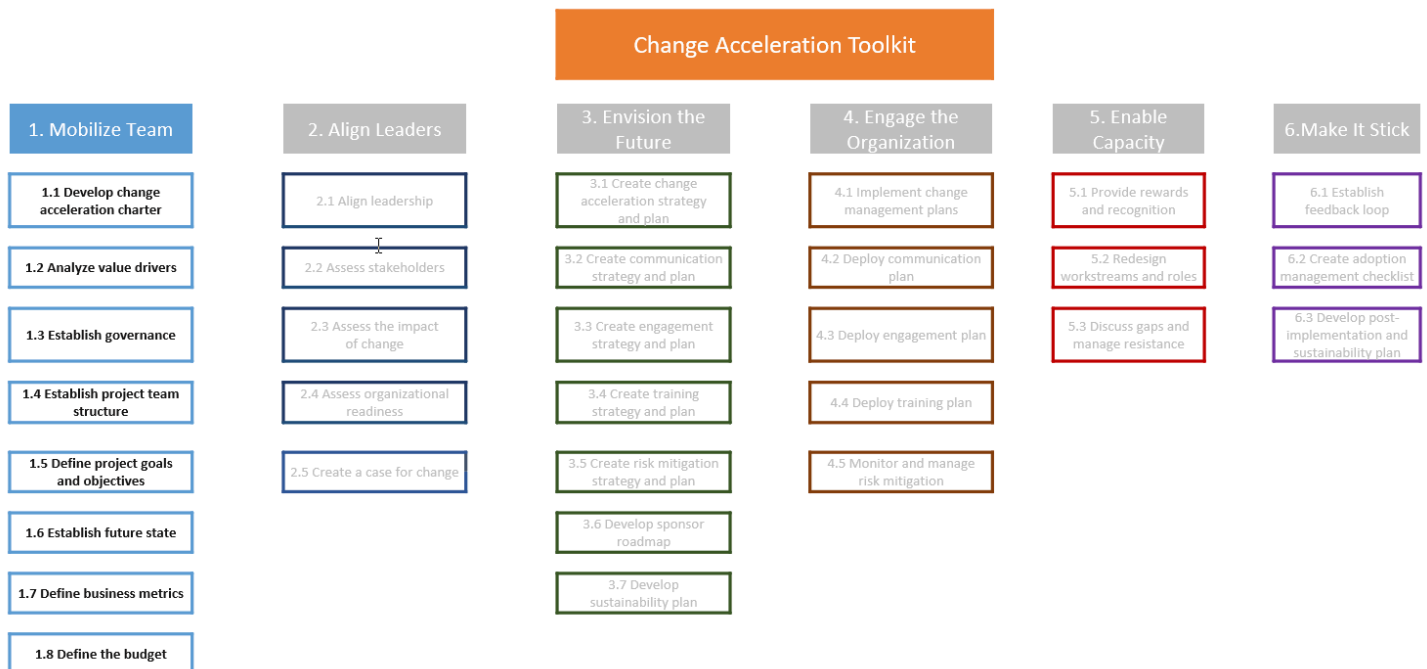 Change Acceleration Toolkit
1. Mobilize Team
1.1 Develop change
acceleration charter
1.2 Analyze value drivers
1.3 Establish governance
1.4 Establish project team
structure
1.5 Define project goals
and objectives
1.6 Establish future state
1.7 Define business metrics
1.8 Define the budget
2. Align Leaders
2.1 Align leadership
2.2 Assess stakeholders
2.3 Assess the impact
of change
2.4 Assess organizational
readiness
2.5 Create a case for change
3. Envision the
Future
3.1 Create change
acceleration strategy
and plan
3.2 Create communication
strategy and plan
3.3 Create engagement
strategy and plan
3.4 Create training
strategy and plan
3.5 Create risk mitigation
strategy and plan
3.6 Develop sponsor
roadmap
3.7 Develop
sustainability plan
4. Engage the
Organization
4.1 Implement change
management plans
4.2 Deploy communication
plan
4.3 Deploy engagement plan
4.4 Deploy training plan
4.5 Monitor and manage
risk mitigation
5. Enable
Capacity
5.1 Provide rewards
and recognition
5.2 Redesign
workstreams and roles
5.3 Discuss gaps and
manage resistance
6.Make It Stick
6.1 Establish
feedback loop
6.2 Create adoption
management checklist
6.3 Develop post-
implementation and
sustainability plan